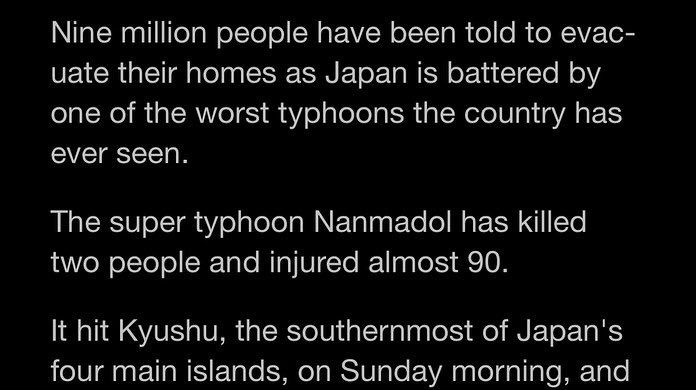 Nine million people have been told to evac-
uate their homes as Japan is battered by
one of the worst typhoons the country has
ever seen.
The super typhoon Nanmadol has killed
two people and injured almost 90.
It hit Kyushu, the southernmost of Japan's
four main islands, on Sunday morning, and